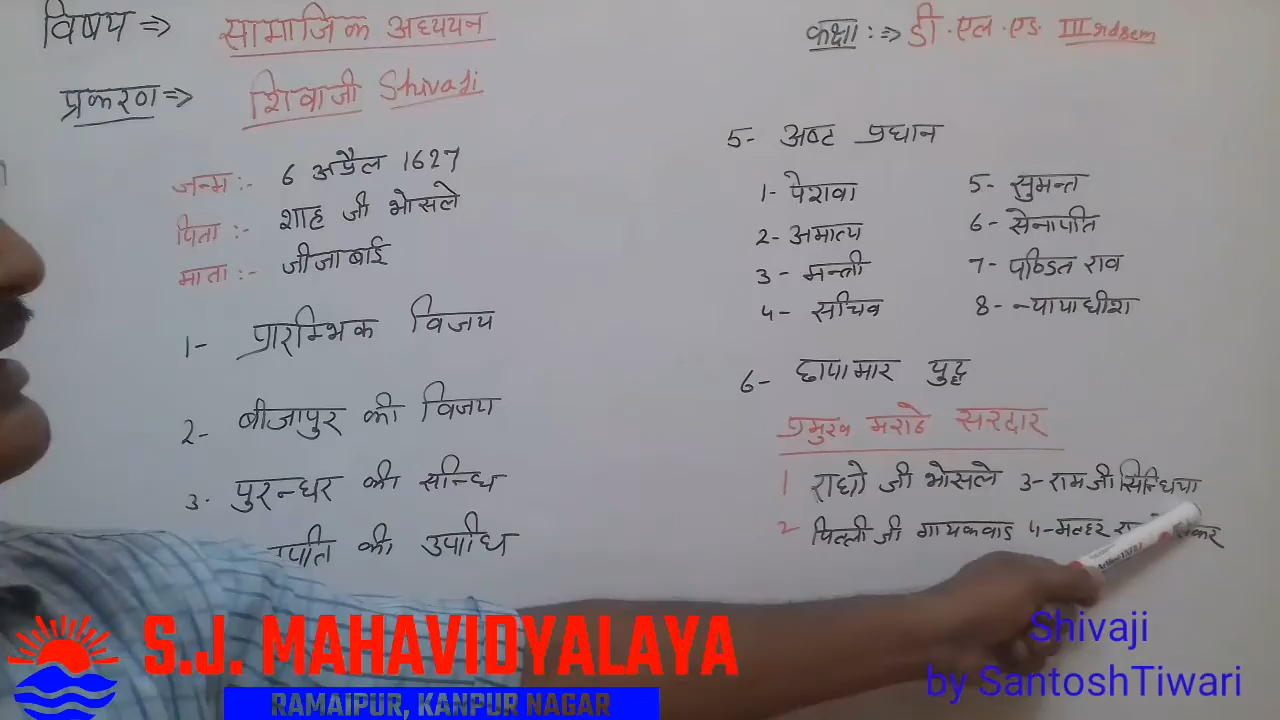 विषय ⇒ सामाजिक अध्ययन
कक्षा :⇒ डी.एल.एड. III rd sem
प्रकरण ⇒ शिवाजी Shivaji
जन्म :- 6 अप्रैल 1627
पिता :- शाह जी भोसले
माता :- जीजाबाई
1- प्रारम्भिक विजय
2- बीजापुर की विजय
3. पुरन्धर की सन्धि
की उपाधि
5- अष्ट प्रधान
1- पेशवा
2- अमात्य
3- मन्त्री
4- सचिव
5- सुमन्त
6- सेनापति
7- पण्डित राव
8- न्यायाधीश
6- छापामार युद्ध
प्रमुख मराठे सरदार
1 राघो जी भोसले 3- राम जी सिन्धिया
2 पिल्ली जी गायकवाड 4- मल्हर
S.J. MAHAVIDYALAYA
RAMAIPUR, KANPUR NAGAR
Shivaji
by SantoshTiwari